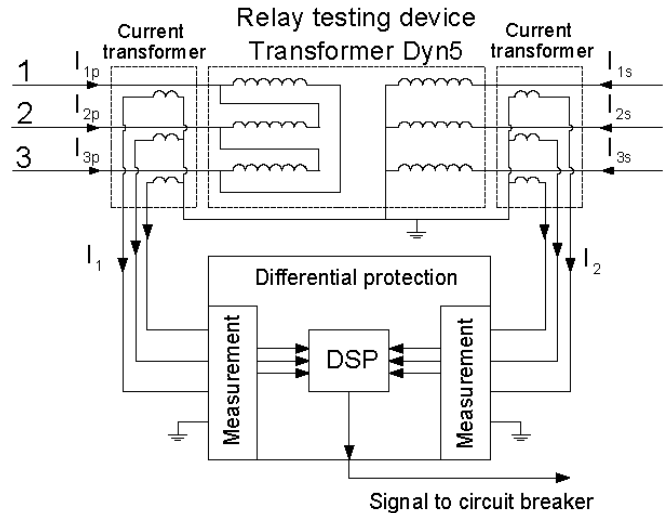 Relay testing device
Transformer Dyn5
Current
transformer
Current
transformer
1
I1p
I1s
2
I2p
I2s
3
I3p
I3s
I1
I2
Differential protection
Measurement
DSP
Measurement
Signal to circuit breaker